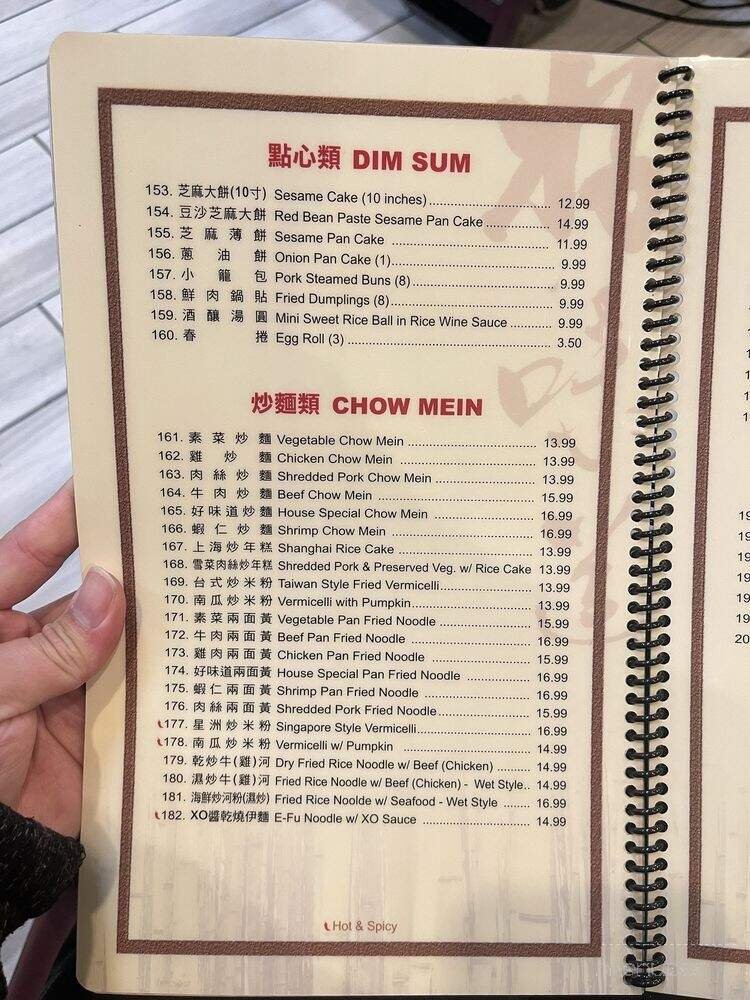 點心類 DIM SUM
153. 芝麻大餅(10寸) Sesame Cake (10 inches) 12.99
154. 豆沙芝麻大餅 Red Bean Paste Sesame Pan Cake 14.99
155. 芝麻薄餅 Sesame Pan Cake 11.99
156. 蔥油餅 Onion Pan Cake (1) 9.99
157. 小籠包 Pork Steamed Buns (8) 9.99
158. 鮮肉鍋貼 Fried Dumplings (8) 9.99
159. 酒釀湯圓 Mini Sweet Rice Ball in Rice Wine Sauce 9.99
160. 春捲 Egg Roll (3) 3.50
炒麵類 CHOW MEIN
161. 素菜炒麵 Vegetable Chow Mein 13.99
162. 雞炒麵 Chicken Chow Mein 13.99
163. 肉絲炒麵 Shredded Pork Chow Mein 13.99
164. 牛肉炒麵 Beef Chow Mein 15.99
165. 好味道炒麵 House Special Chow Mein 16.99
166. 蝦仁炒麵 Shrimp Chow Mein 16.99
167. 上海炒年糕 Shanghai Rice Cake 13.99
168. 雪菜肉絲炒年糕 Shredded Pork & Preserved Veg. w/ Rice Cake 13.99
169. 台式炒米粉 Taiwan Style Fried Vermicelli 13.99
170. 南瓜炒米粉 Vermicelli with Pumpkin 13.99
171. 素菜兩面黃 Vegetable Pan Fried Noodle 15.99
172. 牛肉兩面黃 Beef Pan Fried Noodle 16.99
173. 雞肉兩面黃 Chicken Pan Fried Noodle 15.99
174. 好味道兩面黃 House Special Pan Fried Noodle 16.99
175. 蝦仁兩面黃 Shrimp Pan Fried Noodle 16.99
176. 肉絲兩面黃 Shredded Pork Fried Noodle 15.99
177. 星洲炒米粉 Singapore Style Vermicelli 16.99
178. 南瓜炒米粉 Vermicelli w/ Pumpkin 14.99
179. 乾炒牛(雞)河 Dry Fried Rice Noodle w/ Beef (Chicken) 14.99
180. 濕炒牛(雞)河 Fried Rice Noodle w/ Beef (Chicken) - Wet Style 14.99
181. 海鮮炒河粉(濕炒) Fried Rice Noolde w/ Seafood - Wet Style 16.99
182. XO醬乾燒伊麵 E-Fu Noodle w/ XO Sauce 14.99
Hot & Spicy